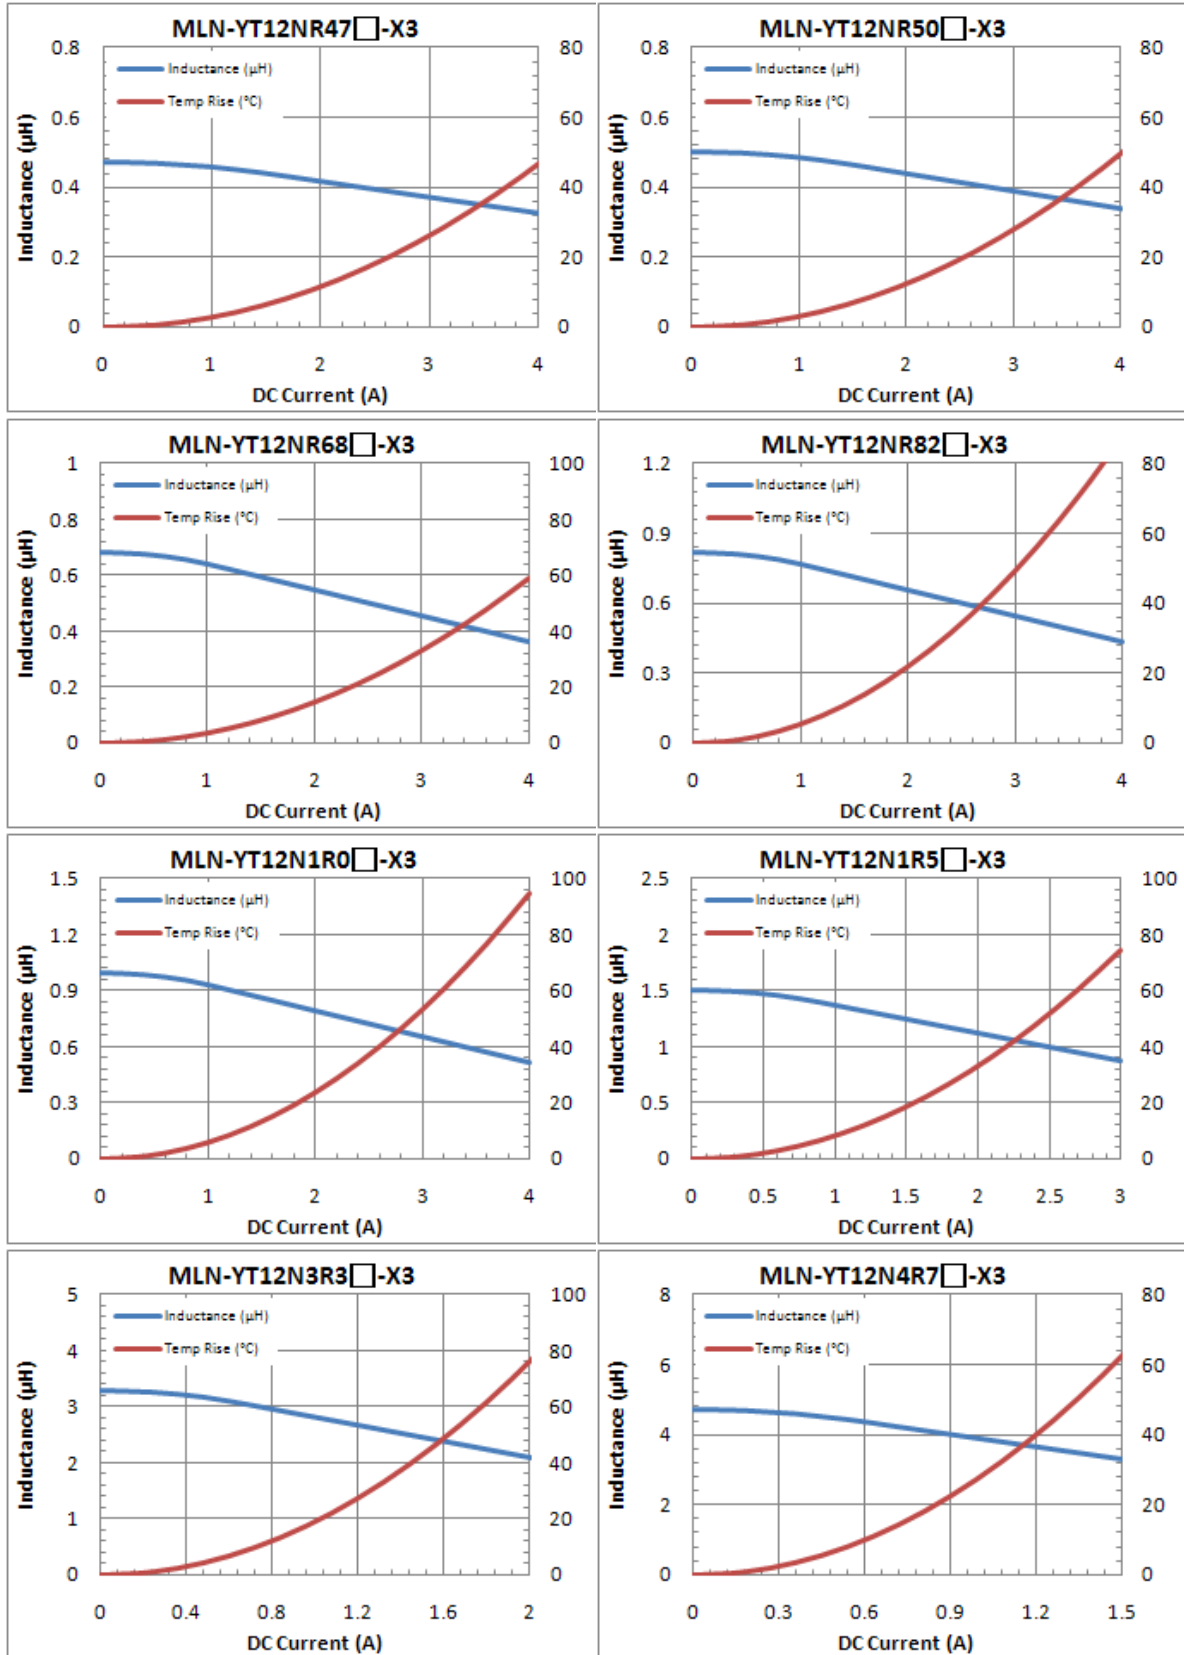 MLN-YT12NR47□-X3
0.8
0.6
0.4
0.2
0
80
60
40
20
0
Inductance (µH)
Temp Rise (°C)
Inductance (µH)
0 1 2 3 4
DC Current (A)
MLN-YT12NR50□-X3
0.8
0.6
0.4
0.2
0
80
60
40
20
0
Inductance (µH)
Temp Rise (°C)
Inductance (µH)
0 1 2 3 4
DC Current (A)
MLN-YT12NR68□-X3
1
0.8
0.6
0.4
0.2
0
100
80
60
40
20
0
Inductance (µH)
Temp Rise (°C)
Inductance (µH)
0 1 2 3 4
DC Current (A)
MLN-YT12NR82□-X3
1.2
0.9
0.6
0.3
0
80
60
40
20
0
Inductance (µH)
Temp Rise (°C)
Inductance (µH)
0 1 2 3 4
DC Current (A)
MLN-YT12N1R0□-X3
1.5
1.2
0.9
0.6
0.3
0
100
80
60
40
20
0
Inductance (µH)
Temp Rise (°C)
Inductance (µH)
0 1 2 3 4
DC Current (A)
MLN-YT12N1R5□-X3
2.5
2
1.5
1
0.5
0
100
80
60
40
20
0
Inductance (µH)
Temp Rise (°C)
Inductance (µH)
0 0.5 1 1.5 2 2.5 3
DC Current (A)
MLN-YT12N3R3□-X3
5
4
3
2
1
0
100
80
60
40
20
0
Inductance (µH)
Temp Rise (°C)
Inductance (µH)
0 0.4 0.8 1.2 1.6 2
DC Current (A)
MLN-YT12N4R7□-X3
8
6
4
2
0
80
60
40
20
0
Inductance (µH)
Temp Rise (°C)
Inductance (µH)
0 0.3 0.6 0.9 1.2 1.5
DC Current (A)